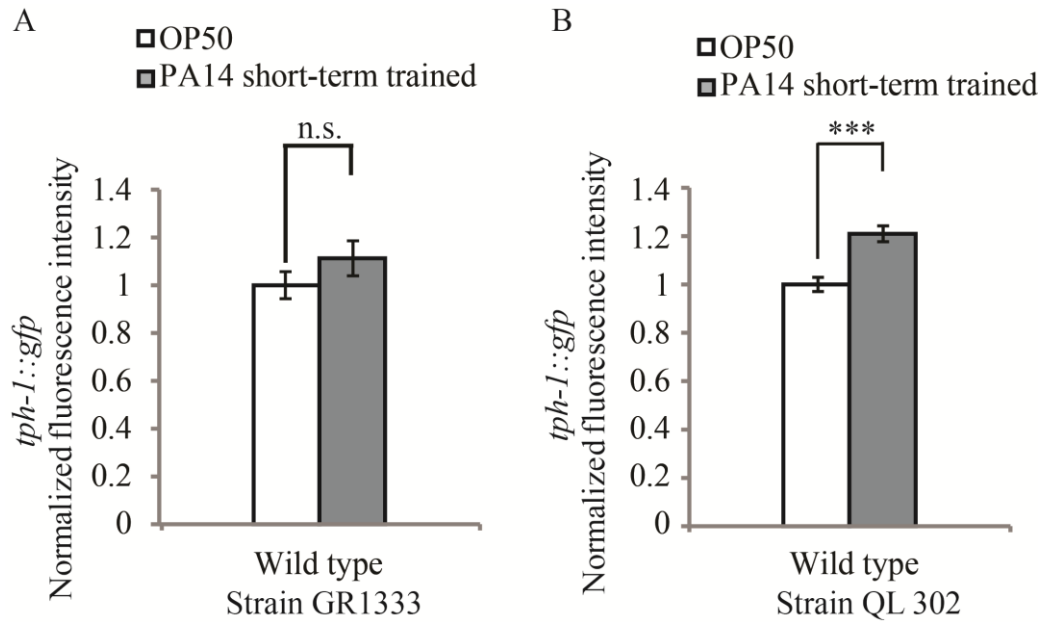 A
OP50
PA14 short-term trained
n.s.
tph-1::gfp
Normalized fluorescence intensity
1.4
1.2
1
0.8
0.6
0.4
0.2
0
Wild type
Strain GR1333
B
OP50
PA14 short-term trained
***
tph-1::gfp
Normalized fluorescence intensity
1.4
1.2
1
0.8
0.6
0.4
0.2
0
Wild type
Strain QL 302